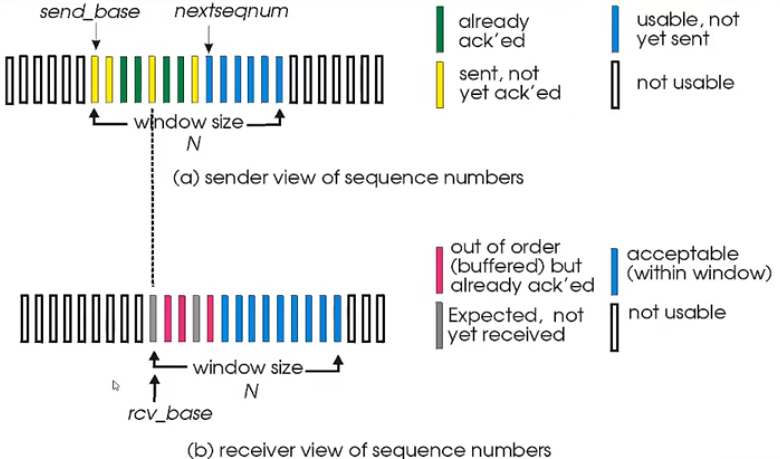 send_base
nextseqnum
already
ack'ed
usable, not
yet sent
sent, not
yet ack'ed
not usable
window size
N
(a) sender view of sequence numbers
out of order
(buffered) but
already ack'ed
acceptable
(within window)
Expected, not
yet received
not usable
window size
N
rcv_base
(b) receiver view of sequence numbers